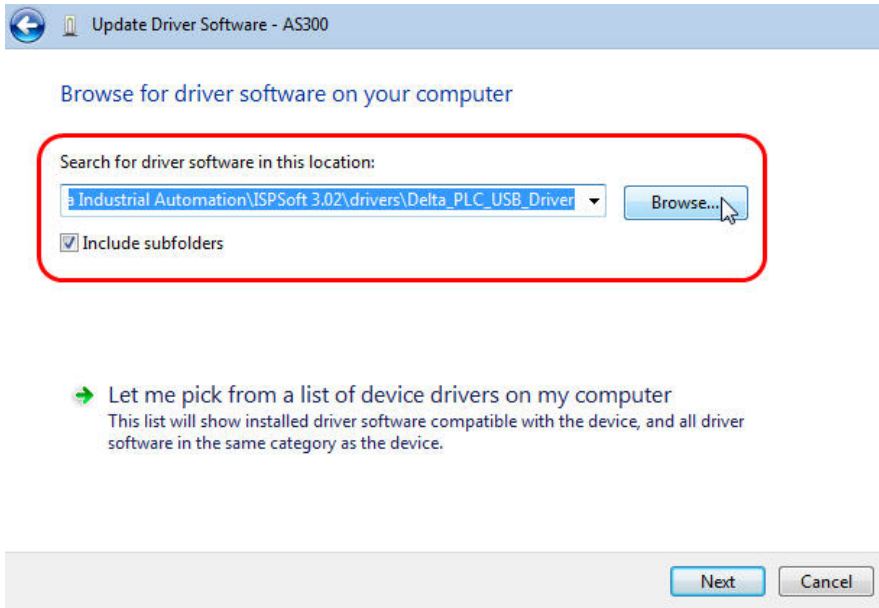 Update Driver Software - AS300
Browse for driver software on your computer
Search for driver software in this location:
a Industrial Automation\ISPSoft 3.02\drivers\Delta_PLC_USB_Driver
Browse...
Include subfolders
Let me pick from a list of device drivers on my computer
This list will show installed driver software compatible with the device, and all driver
software in the same category as the device.
Next
Cancel